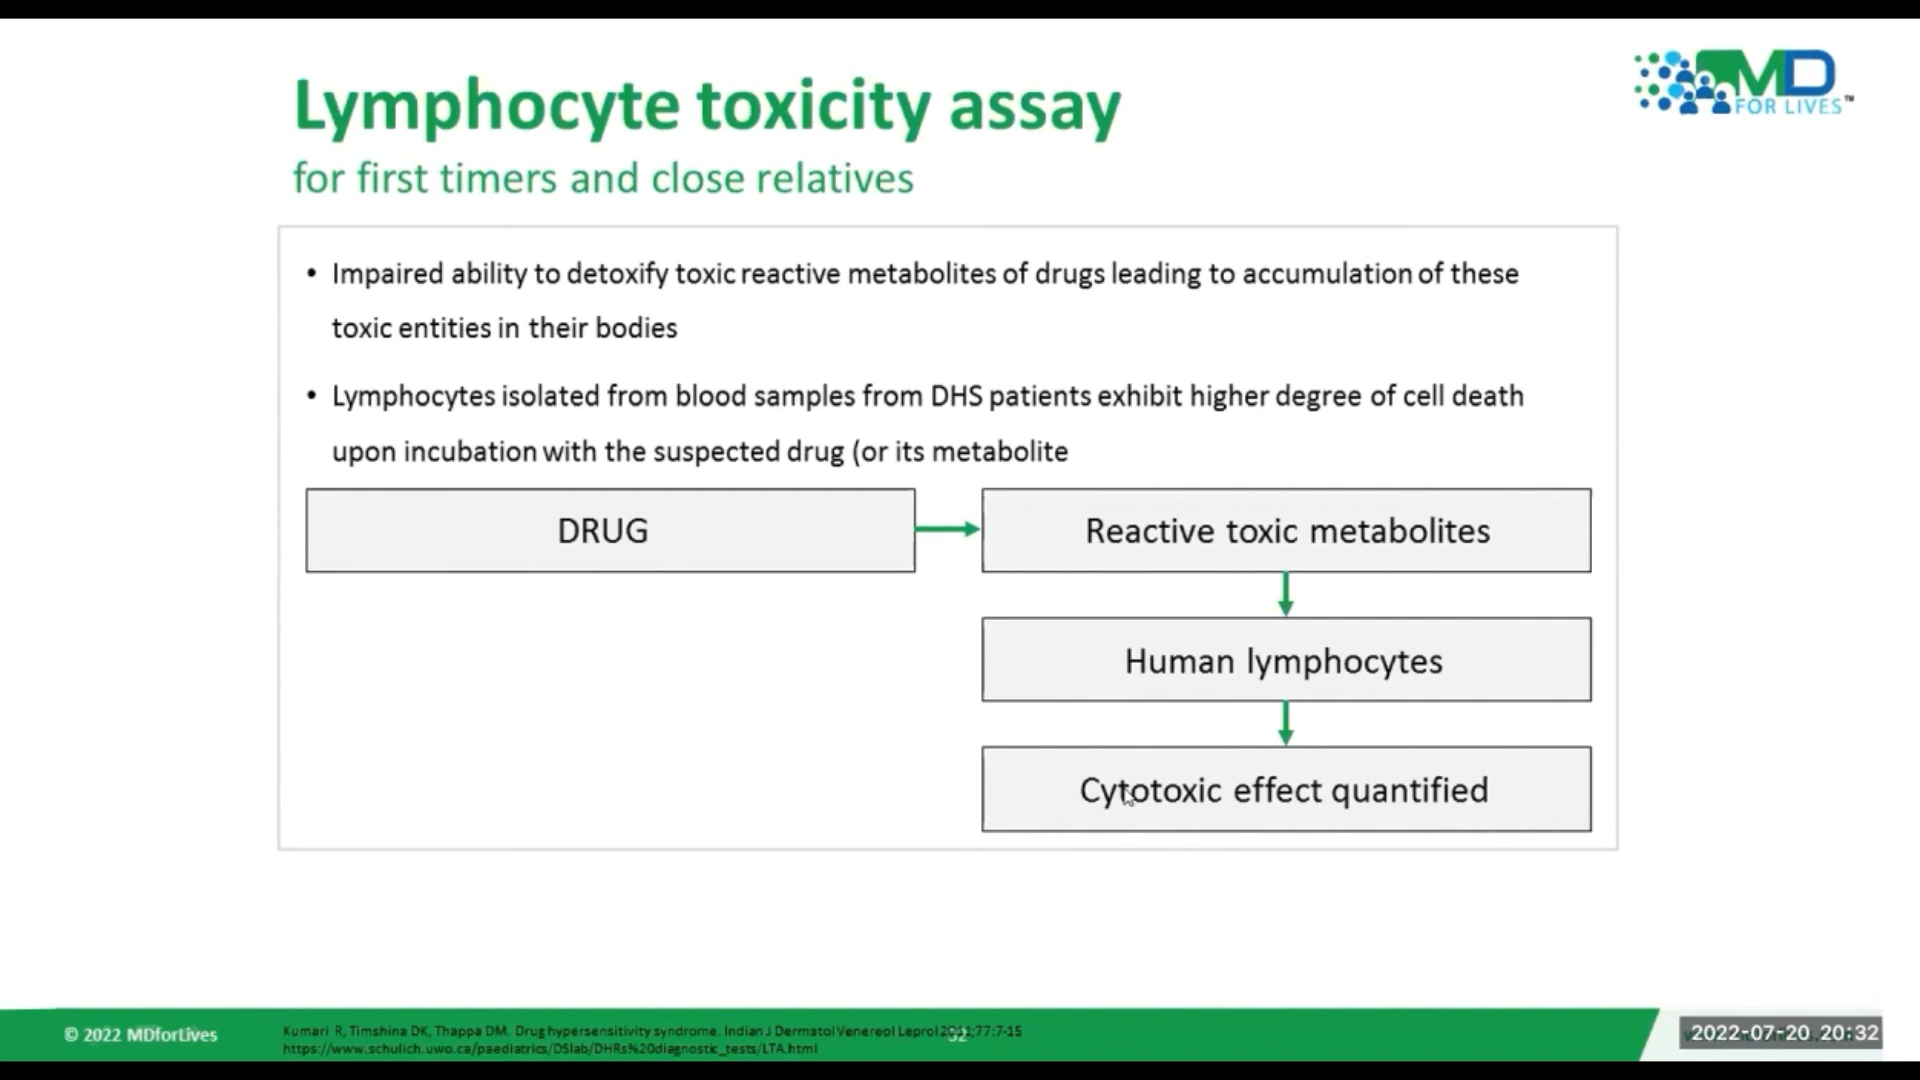 Lymphocyte toxicity assay
for first timers and close relatives
MD
FOR LIVES™
• Impaired ability to detoxify toxic reactive metabolites of drugs leading to accumulation of these
toxic entities in their bodies
• Lymphocytes isolated from blood samples from DHS patients exhibit higher degree of cell death
upon incubation with the suspected drug (or its metabolite
DRUG
Reactive toxic metabolites
Human lymphocytes
Cytotoxic effect quantified
© 2022 MDforLives
Kumari R, Timshina DK, Thappa DM. Drug hypersensitivity syndrome. Indian J Dermatol Venereol Leprol 2011;77:7-15
https://www.schulich.uwo.ca/paediatrics/DSlab/DHRs%20diagnostic_tests/LTA.html
2022-07-20 20:32